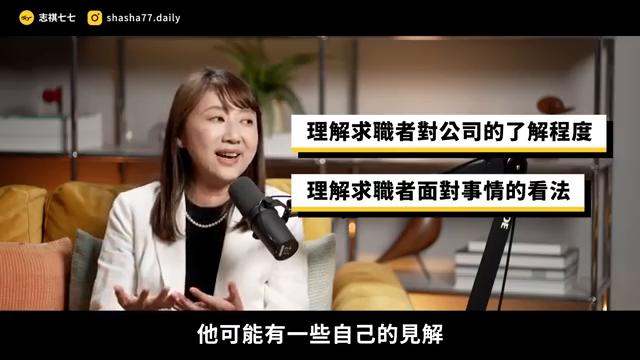 志祺七七
shasha77.daily
理解求職者對公司的了解程度
理解求職者面對事情的看法
他可能有一些自己的見解